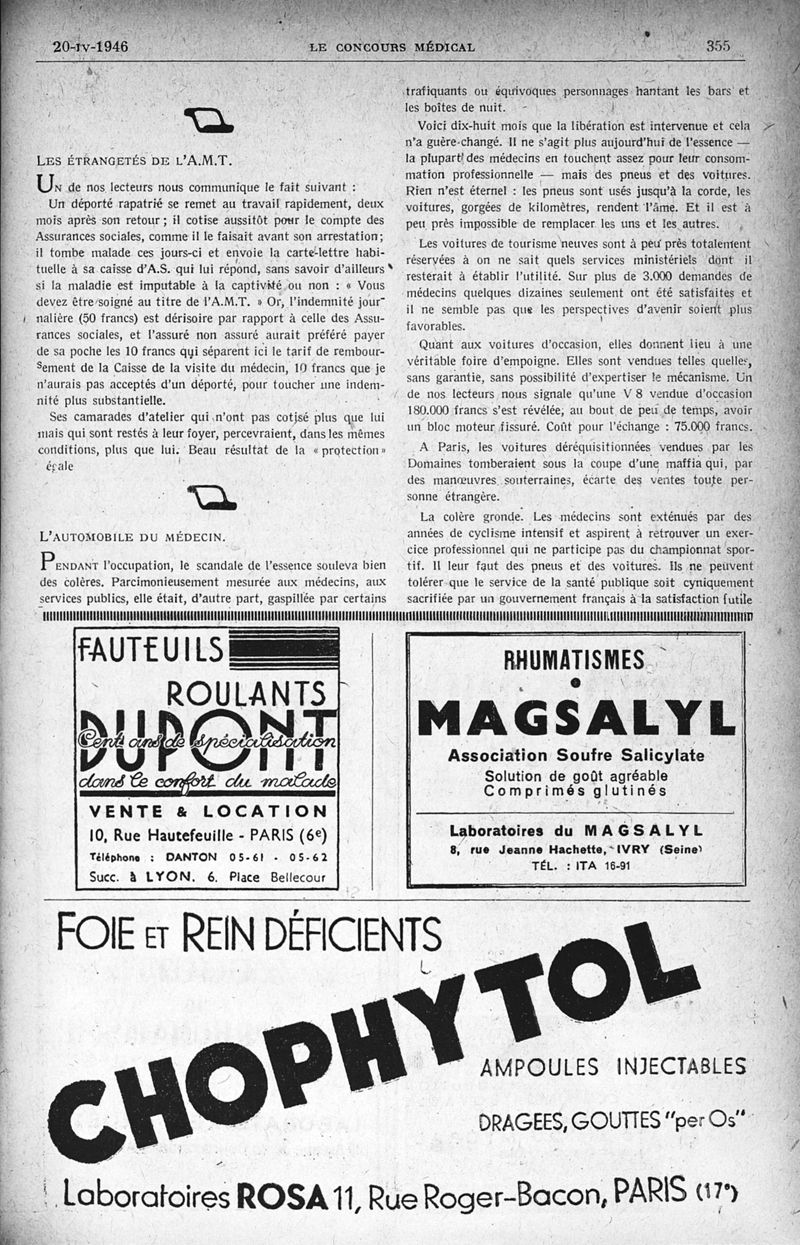 20-IV-1946
LE CONCOURS MÉDICAL
355
LES ÉTRANGETÉS DE L'A.M.T.
UN de nos lecteurs nous communique le fait suivant :
Un déporté rapatrié se remet au travail rapidement, deux
mois après son retour ; il cotise aussitôt pour le compte des
Assurances sociales, comme il le faisait avant son arrestation ;
il tombe malade ces jours-ci et envoie la carte-lettre habi-
tuelle à sa caisse d'A.S. qui lui répond, sans savoir d'ailleurs
si la maladie est imputable à la captivité ou non : « Vous
devez être soigné au titre de l'A.M.T. » Or, l'indemnité jour-
nalière (50 francs) est dérisoire par rapport à celle des Assu-
rances sociales, et l'assuré non assuré aurait préféré payer
de sa poche les 10 francs qui séparent ici le tarif de rembour-
sement de la Caisse de la visite du médecin, 10 francs que je
n'aurais pas acceptés d'un déporté, pour toucher une indem-
nité plus substantielle.
Ses camarades d'atelier qui n'ont pas cotisé plus que lui
mais qui sont restés à leur foyer, percevraient, dans les mêmes
conditions, plus que lui. Beau résultat de la « protection »
égale
L'AUTOMOBILE DU MÉDECIN.
PENDANT l'occupation, le scandale de l'essence souleva bien
des colères. Parcimonieusement mesurée aux médecins, aux
services publics, elle était, d'autre part, gaspillée par certains
trafiquants ou équivoques personnages hantant les bars et
les boîtes de nuit.
Voici dix-huit mois que la libération est intervenue et cela
n'a guère changé. Il ne s'agit plus aujourd'hui de l'essence —
la plupart des médecins en touchent assez pour leur consom-
mation professionnelle — mais des pneus et des voitures.
Rien n'est éternel : les pneus sont usés jusqu'à la corde, les
voitures, gorgées de kilomètres, rendent l'âme. Et il est à
peu près impossible de remplacer les uns et les autres.
Les voitures de tourisme neuves sont à peu près totalement
réservées à on ne sait quels services ministériels dont il
resterait à établir l'utilité. Sur plus de 3.000 demandes de
médecins quelques dizaines seulement ont été satisfaites et
il ne semble pas que les perspectives d'avenir soient plus
favorables.
Quant aux voitures d'occasion, elles donnent lieu à une
véritable foire d'empoigne. Elles sont vendues telles quelles,
sans garantie, sans possibilité d'expertiser le mécanisme. Un
de nos lecteurs nous signale qu'une V 8 vendue d'occasion
180.000 francs s'est révélée, au bout de peu de temps, avoir
un bloc moteur fissuré. Coût pour l'échange : 75.000 francs.
A Paris, les voitures déréquisitionnées vendues par les
Domaines tomberaient sous la coupe d'une maffia qui, par
des manœuvres souterraines, écarte des ventes toute per-
sonne étrangère.
La colère gronde. Les médecins sont exténués par des
années de cyclisme intensif et aspirent à retrouver un exer-
cice professionnel qui ne participe pas du championnat spor-
tif. Il leur faut des pneus et des voitures. Ils ne peuvent
tolérer que le service de la santé publique soit cyniquement
sacrifiée par un gouvernement français à la satisfaction futile
FAUTEUILS
ROULANTS
DUPONT
Cent ans de spécialisation
dans le confort du malade
VENTE & LOCATION
10, Rue Hautefeuille - PARIS (6e)
Téléphone : DANTON 05-61 - 05-62
Succ. à LYON. 6. Place Bellecour
RHUMATISMES
MAGSALYL
Association Soufre Salicylate
Solution de goût agréable
Comprimés glutinés
Laboratoires du MAGSALYL
8, rue Jeanne Hachette, IVRY (Seine)
TÉL. : ITA 16-91
FOIE ET REIN DÉFICIENTS
CHOPHYTOL
AMPOULES INJECTABLES
DRAGEES, GOUTTES "per Os"
Laboratoires ROSA 11, Rue Roger-Bacon, PARIS (17e)